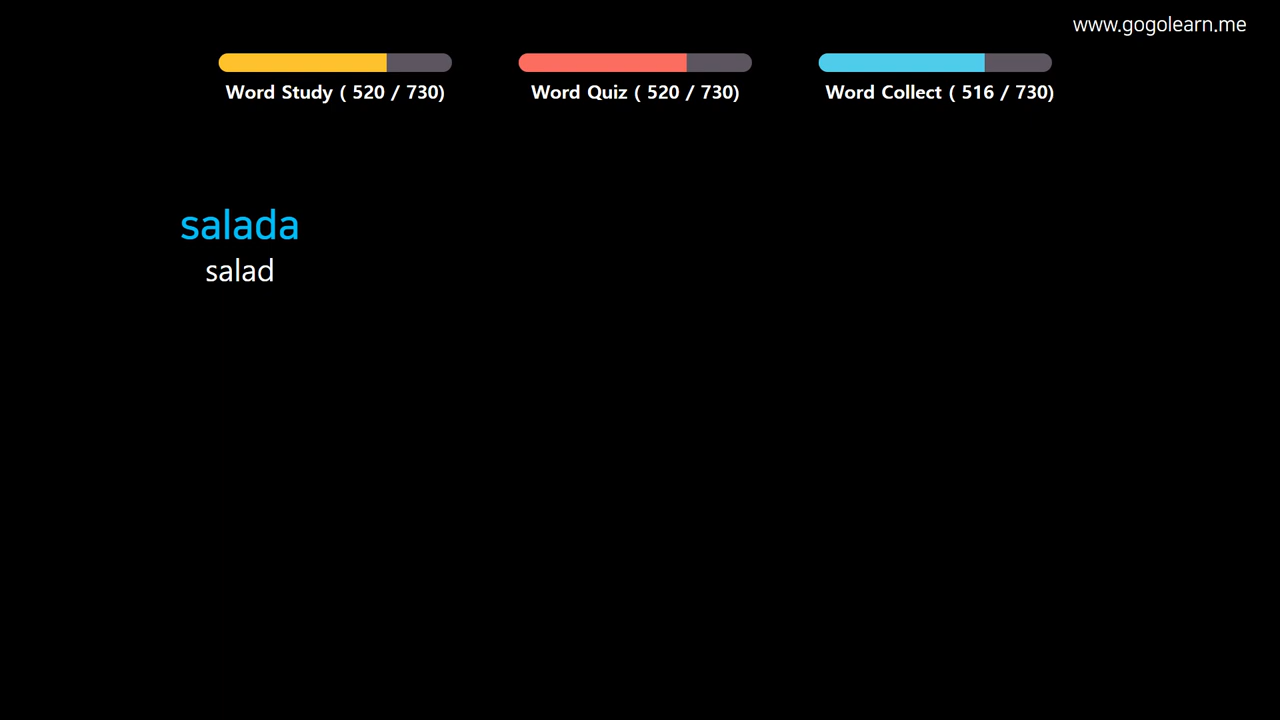 www.gogolearn.me
Word Study ( 520 / 730)
Word Quiz ( 520 / 730)
Word Collect ( 516 / 730)
salada
salad